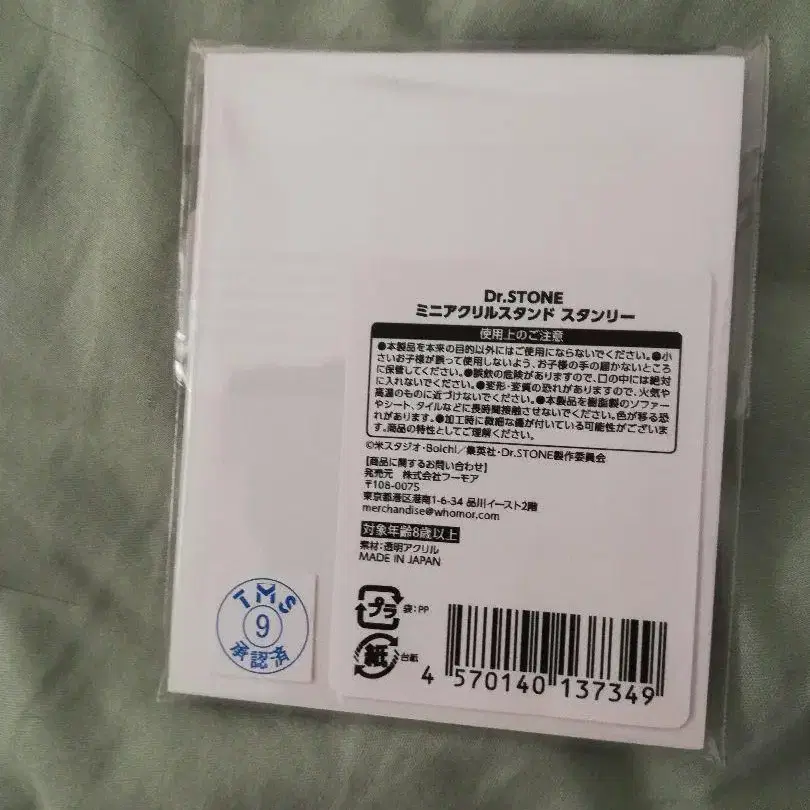 Dr.STONE
ミニアクリルスタンド スタンリー
使用上のご注意
●本製品を本来の目的以外にはご使用にならないでください。●小
さいお子様が誤って使用しないよう、お子様の手の届かないところ
に保管してください。●誤飲の危険がありますので、口の中には絶対
に入れないでください。●変形・変質の恐れがありますので、火気や
高温のものに近づけないでください。●本製品を樹脂製のソファー
やシート、タイルなどに長時間接触させないでください。色が移る恐
れがあります。●加工時に微細な傷が付いている可能性がございま
す。商品の特性としてご理解ください。
©米スタジオ・Boichi／集英社・Dr.STONE製作委員会
【商品に関するお問い合わせ】
発売元 株式会社フーモア
〒108-0075
東京都港区港南1-6-34 品川イースト2階
merchandise@whomor.com
対象年齢8歳以上
素材：透明アクリル
MADE IN JAPAN
プラ 袋：PP
紙 台紙
4 570140 137349
TMS
9
承認済